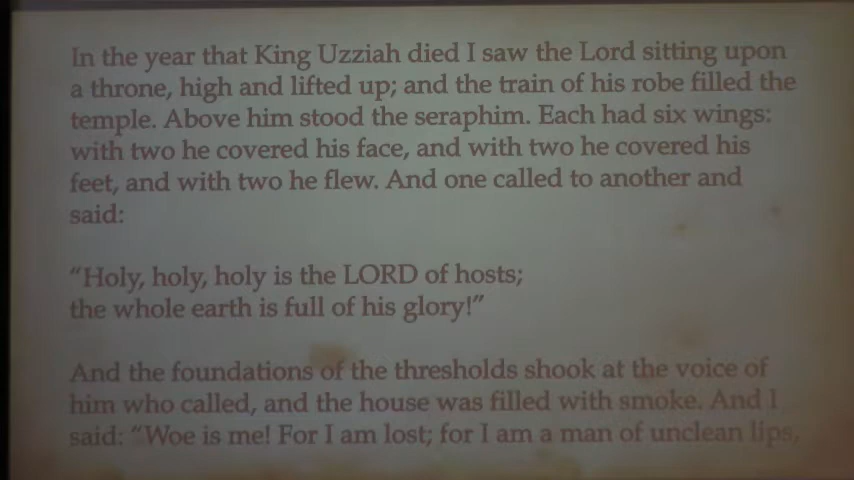 In the year that King Uzziah died I saw the Lord sitting upon
a throne, high and lifted up; and the train of his robe filled the
temple. Above him stood the seraphim. Each had six wings:
with two he covered his face, and with two he covered his
feet, and with two he flew. And one called to another and
said:
“Holy, holy, holy is the LORD of hosts;
the whole earth is full of his glory!”
And the foundations of the thresholds shook at the voice of
him who called, and the house was filled with smoke. And I
said: “Woe is me! For I am lost; for I am a man of unclean lips,